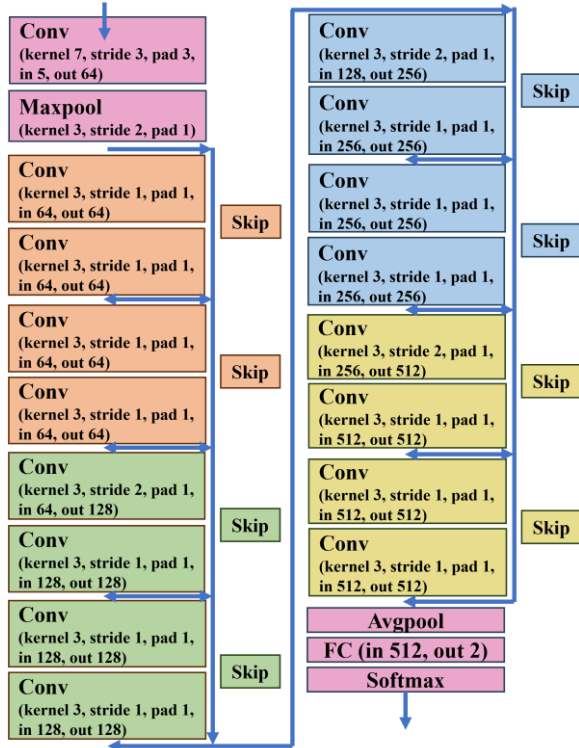 Conv
(kernel 7, stride 3, pad 3,
in 5, out 64)
Maxpool
(kernel 3, stride 2, pad 1)
Conv
(kernel 3, stride 1, pad 1,
in 64, out 64)
Skip
Conv
(kernel 3, stride 1, pad 1,
in 64, out 64)
Conv
(kernel 3, stride 1, pad 1,
in 64, out 64)
Skip
Conv
(kernel 3, stride 1, pad 1,
in 64, out 64)
Conv
(kernel 3, stride 2, pad 1,
in 64, out 128)
Skip
Conv
(kernel 3, stride 1, pad 1,
in 128, out 128)
Conv
(kernel 3, stride 1, pad 1,
in 128, out 128)
Skip
Conv
(kernel 3, stride 1, pad 1,
in 128, out 128)
Conv
(kernel 3, stride 2, pad 1,
in 128, out 256)
Skip
Conv
(kernel 3, stride 1, pad 1,
in 256, out 256)
Conv
(kernel 3, stride 1, pad 1,
in 256, out 256)
Skip
Conv
(kernel 3, stride 1, pad 1,
in 256, out 256)
Conv
(kernel 3, stride 2, pad 1,
in 256, out 512)
Skip
Conv
(kernel 3, stride 1, pad 1,
in 512, out 512)
Conv
(kernel 3, stride 1, pad 1,
in 512, out 512)
Skip
Conv
(kernel 3, stride 1, pad 1,
in 512, out 512)
Avgpool
FC (in 512, out 2)
Softmax